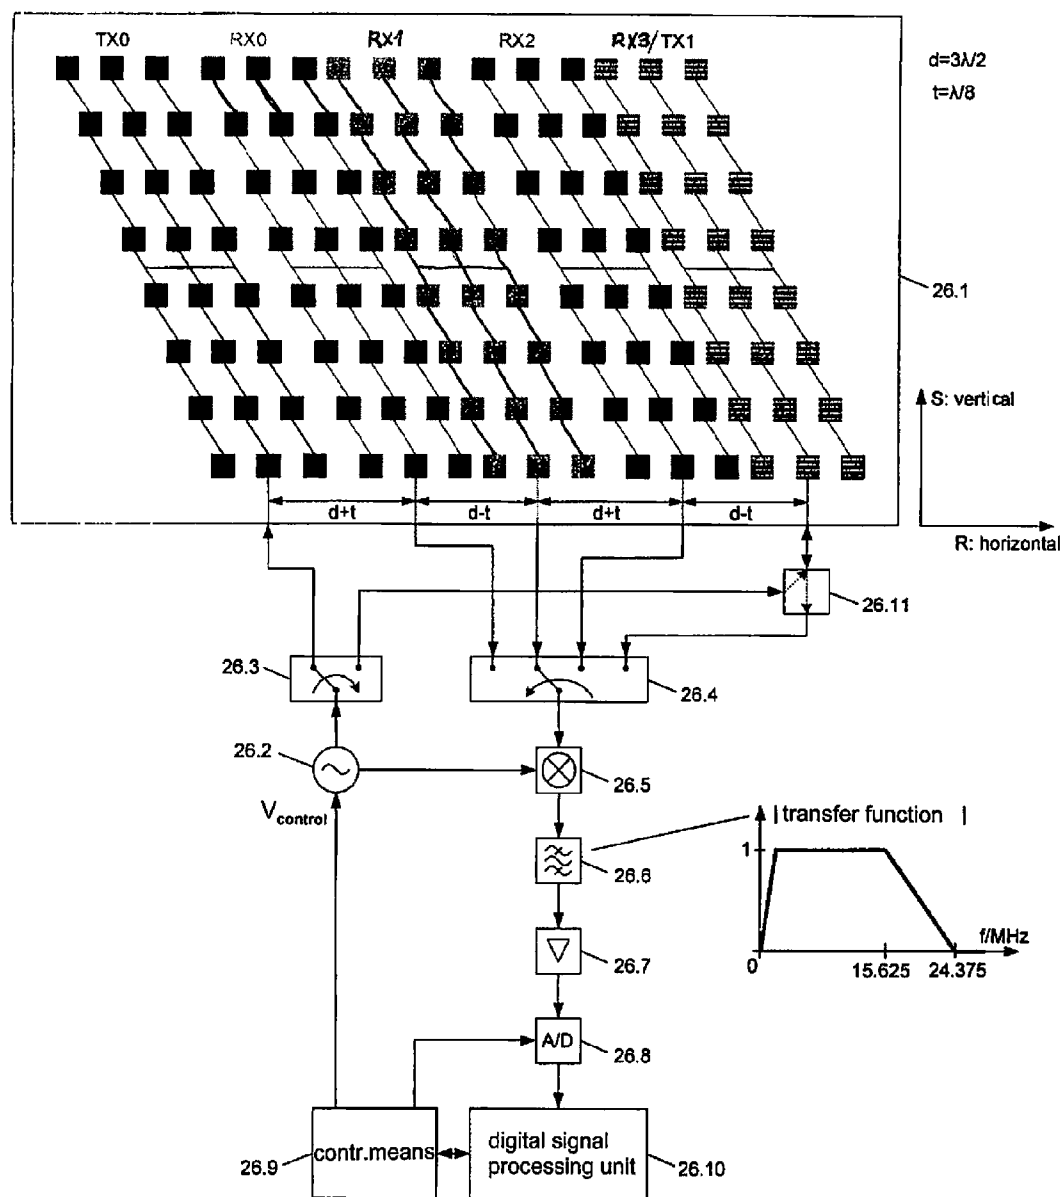 TX0 RX0 RX1 RX2 RX3/TX1
d=3λ/2
t=λ/8
26.1
S: vertical
d+t d-t d+t d-t
R: horizontal
26.11
26.3
26.4
26.2
26.5
Vcontrol
| transfer function |
1
26.6
f/MHz
0 15.625 24.375
26.7
A/D
26.8
contr.means
digital signal
processing unit
26.9
26.10